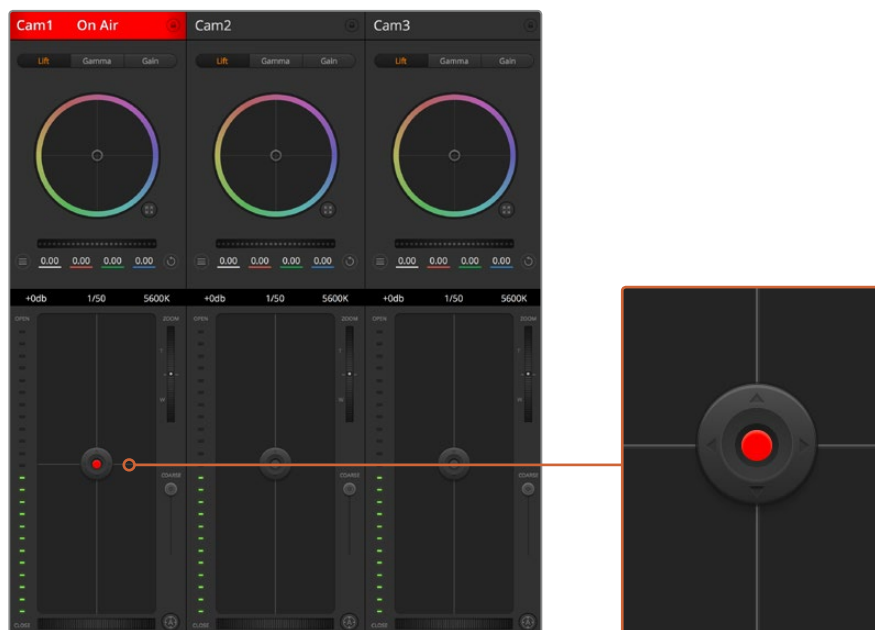 Cam1 On Air
Cam2
Cam3
Lift Gamma Gain
Lift Gamma Gain
Lift Gamma Gain
0.00 0.00 0.00 0.00
0.00 0.00 0.00 0.00
0.00 0.00 0.00 0.00
+0db 1/50 5600K
+0db 1/50 5600K
+0db 1/50 5600K
OPEN ZOOM
OPEN ZOOM
OPEN ZOOM
T
T
T
W
W
W
COARSE
COARSE
COARSE
CLOSE
CLOSE
CLOSE